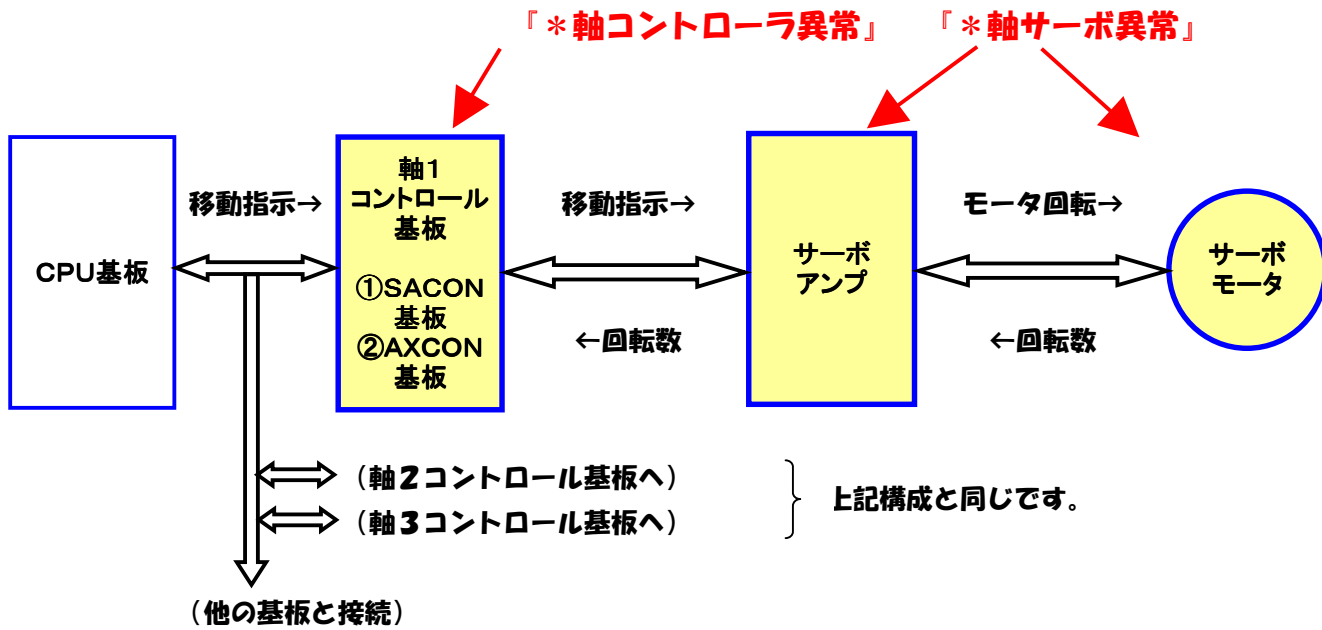 『＊軸コントローラ異常』 『＊軸サーボ異常』
CPU基板
移動指示→
軸1
コントロール
基板
①SACON
基板
②AXCON
基板
移動指示→
←回転数
サーボ
アンプ
モータ回転→
←回転数
サーボ
モータ
（軸２コントロール基板へ）
（軸３コントロール基板へ）
上記構成と同じです。
（他の基板と接続）